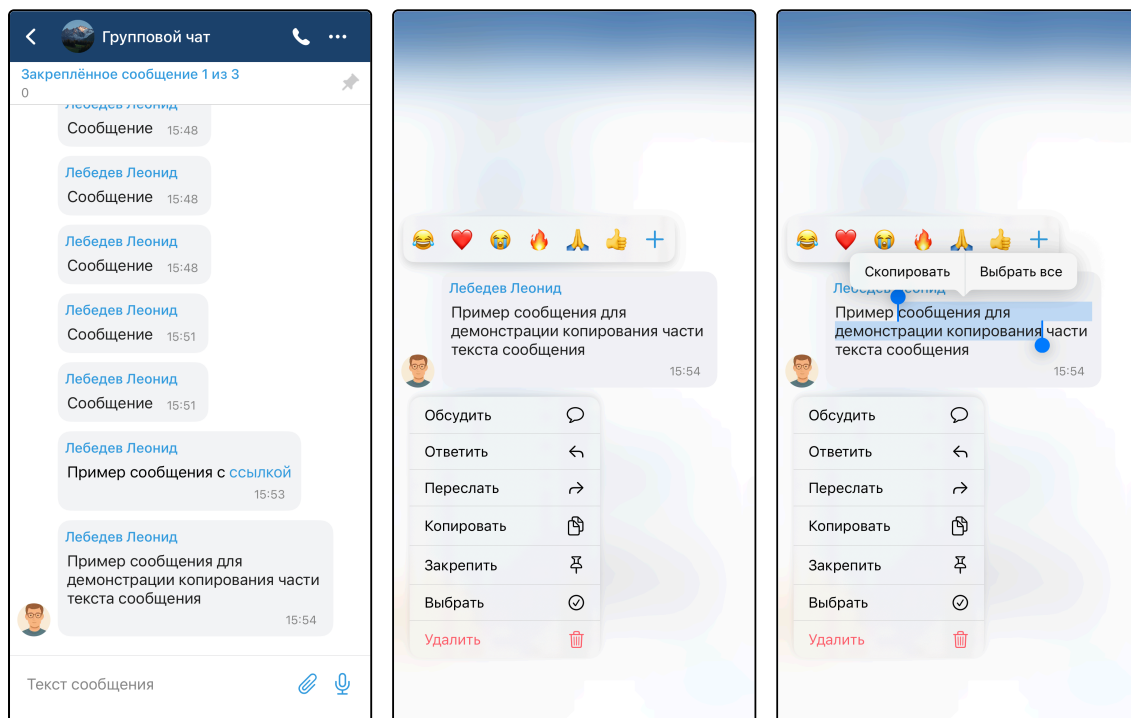 Групповой чат
Закреплённое сообщение 1 из 3
0
Лебедев Леонид
Сообщение 15:48
Лебедев Леонид
Сообщение 15:48
Лебедев Леонид
Сообщение 15:48
Лебедев Леонид
Сообщение 15:51
Лебедев Леонид
Сообщение 15:51
Лебедев Леонид
Пример сообщения с ссылкой
15:53
Лебедев Леонид
Пример сообщения для
демонстрации копирования части
текста сообщения
15:54
Текст сообщения
Лебедев Леонид
Пример сообщения для
демонстрации копирования части
текста сообщения
15:54
Обсудить
Ответить
Переслать
Копировать
Закрепить
Выбрать
Удалить
Скопировать Выбрать все
Лебедев Леонид
Пример сообщения для
демонстрации копирования части
текста сообщения
15:54
Обсудить
Ответить
Переслать
Копировать
Закрепить
Выбрать
Удалить